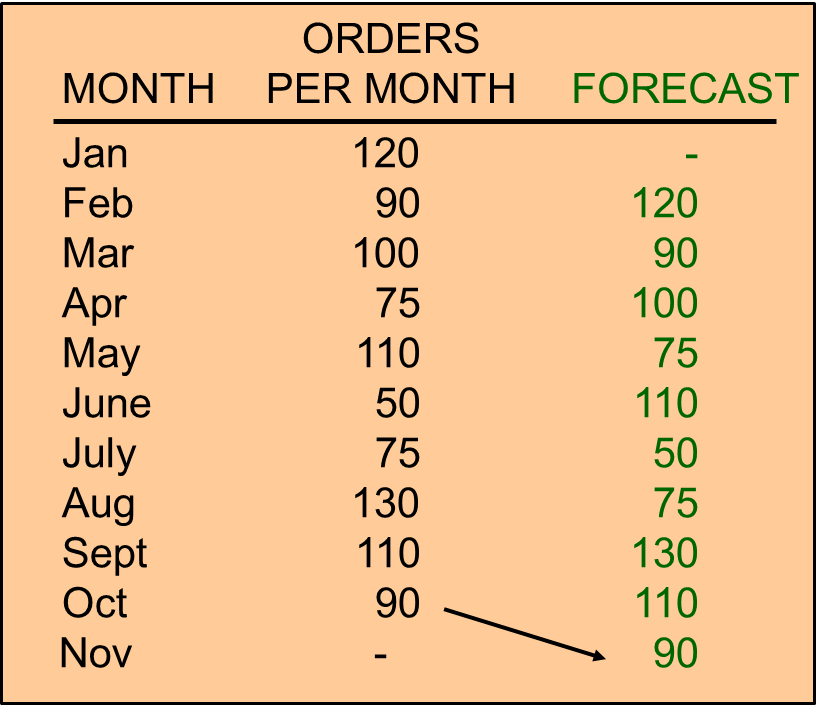 ORDERS
MONTH PER MONTH FORECAST
Jan 120 -
Feb 90 120
Mar 100 90
Apr 75 100
May 110 75
June 50 110
July 75 50
Aug 130 75
Sept 110 130
Oct 90 110
Nov - 90